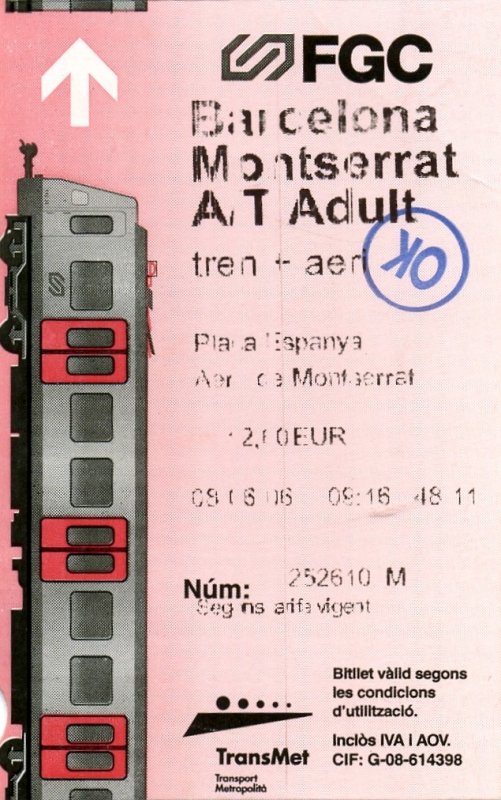 FGC
Barcelona
Montserrat
A/T Adult
tren + aeri
OK
Plaça Espanya
Aeri de Montserrat
12,60EUR
08 06 06 09:16 48 11
Núm: 252610 M
Segons tarifa vigent
Bitllet vàlid segons
les condicions
d'utilització.
Inclòs IVA i AOV.
CIF: G-08-614398
TransMet
Transport
Metropolità